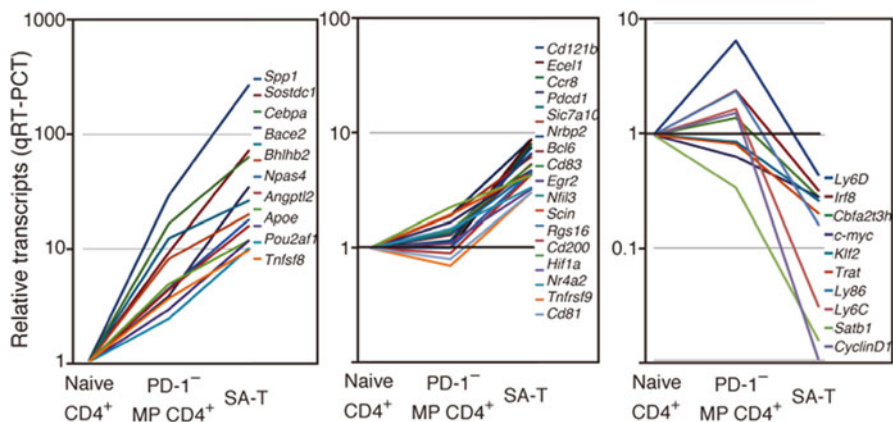 Relative transcripts (qRT-PCT)
1000
100
10
1
Spp1
Sostdc1
Cebpa
Bace2
Bhlhb2
Npas4
Angptl2
Apoe
Pou2af1
Tnfsf8
Naive
CD4+
PD-1−
MP CD4+
SA-T
100
10
1
Cd121b
Ecel1
Ccr8
Pdcd1
Slc7a10
Nrbp2
Bcl6
Cd83
Egr2
Nfil3
Scin
Rgs16
Cd200
Hif1a
Nr4a2
Tnfrsf9
Cd81
Naive
CD4+
PD-1−
MP CD4+
SA-T
10
1
0.1
Ly6D
Irf8
Cbfa2t3h
c-myc
Klf2
Trat
Ly86
Ly6C
Satb1
CyclinD1
Naive
CD4+
PD-1−
MP CD4+
SA-T